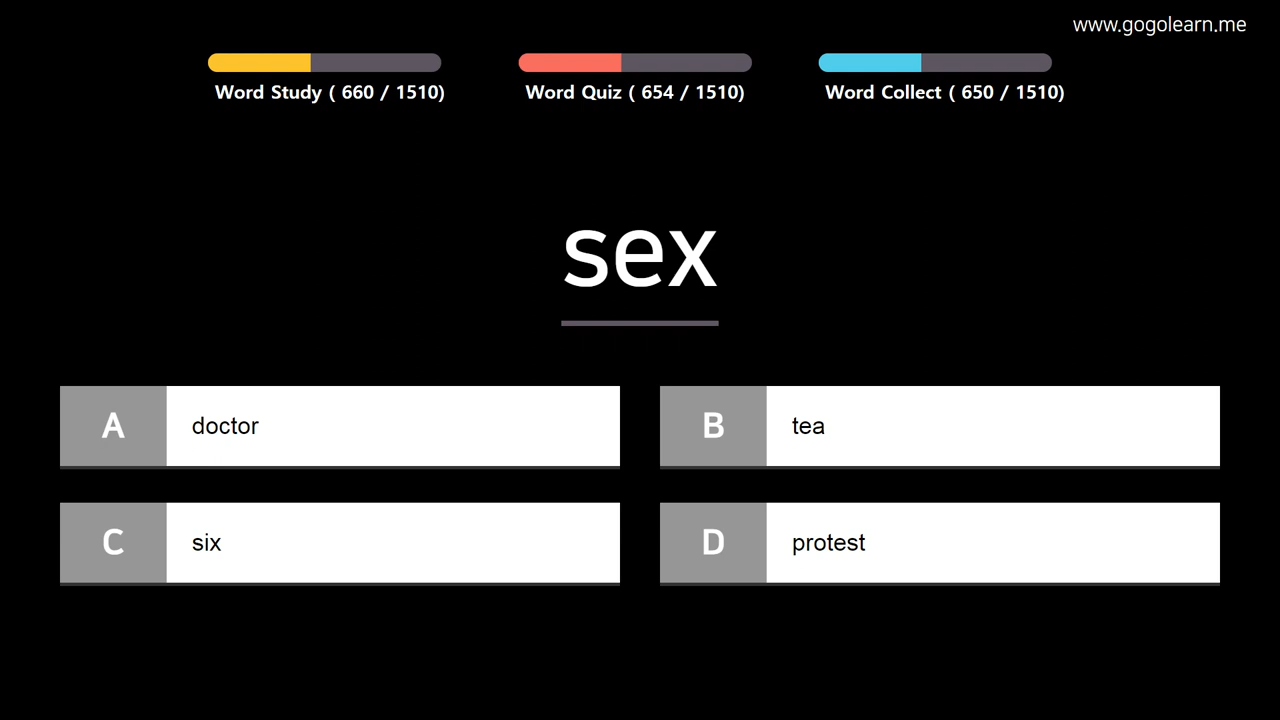 www.gogolearn.me
Word Study ( 660 / 1510)
Word Quiz ( 654 / 1510)
Word Collect ( 650 / 1510)
sex
A doctor
B tea
C six
D protest